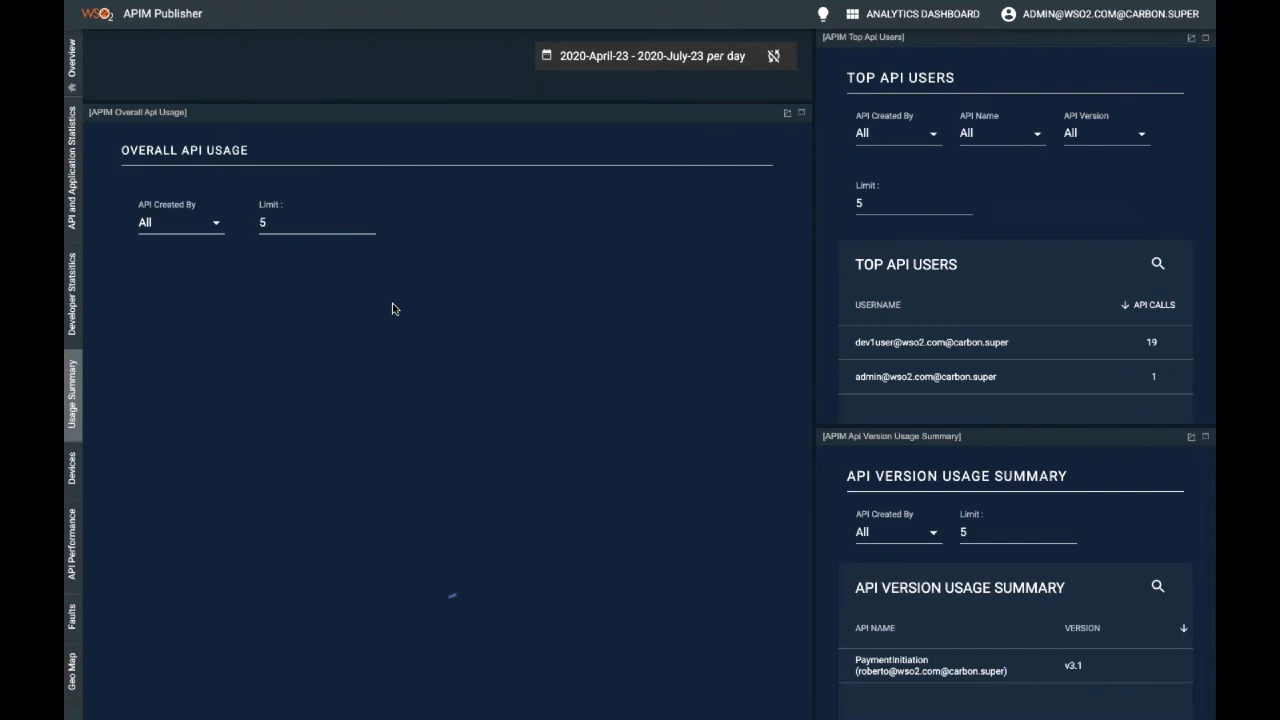 WSO2 APIM Publisher
ANALYTICS DASHBOARD
ADMIN@WSO2.COM@CARBON.SUPER
Overview
API and Application Statistics
Developer Statsitics
Usage Summary
Devices
API Performance
Faults
Geo Map
2020-April-23 - 2020-July-23 per day
[APIM Overall Api Usage]
OVERALL API USAGE
API Created By
Limit :
All
5
[APIM Top Api Users]
TOP API USERS
API Created By
API Name
API Version
All
All
All
Limit :
5
TOP API USERS
USERNAME
API CALLS
dev1user@wso2.com@carbon.super
19
admin@wso2.com@carbon.super
1
[APIM Api Version Usage Summary]
API VERSION USAGE SUMMARY
API Created By
Limit :
All
5
API VERSION USAGE SUMMARY
API NAME
VERSION
PaymentInitiation
(roberto@wso2.com@carbon.super)
v3.1